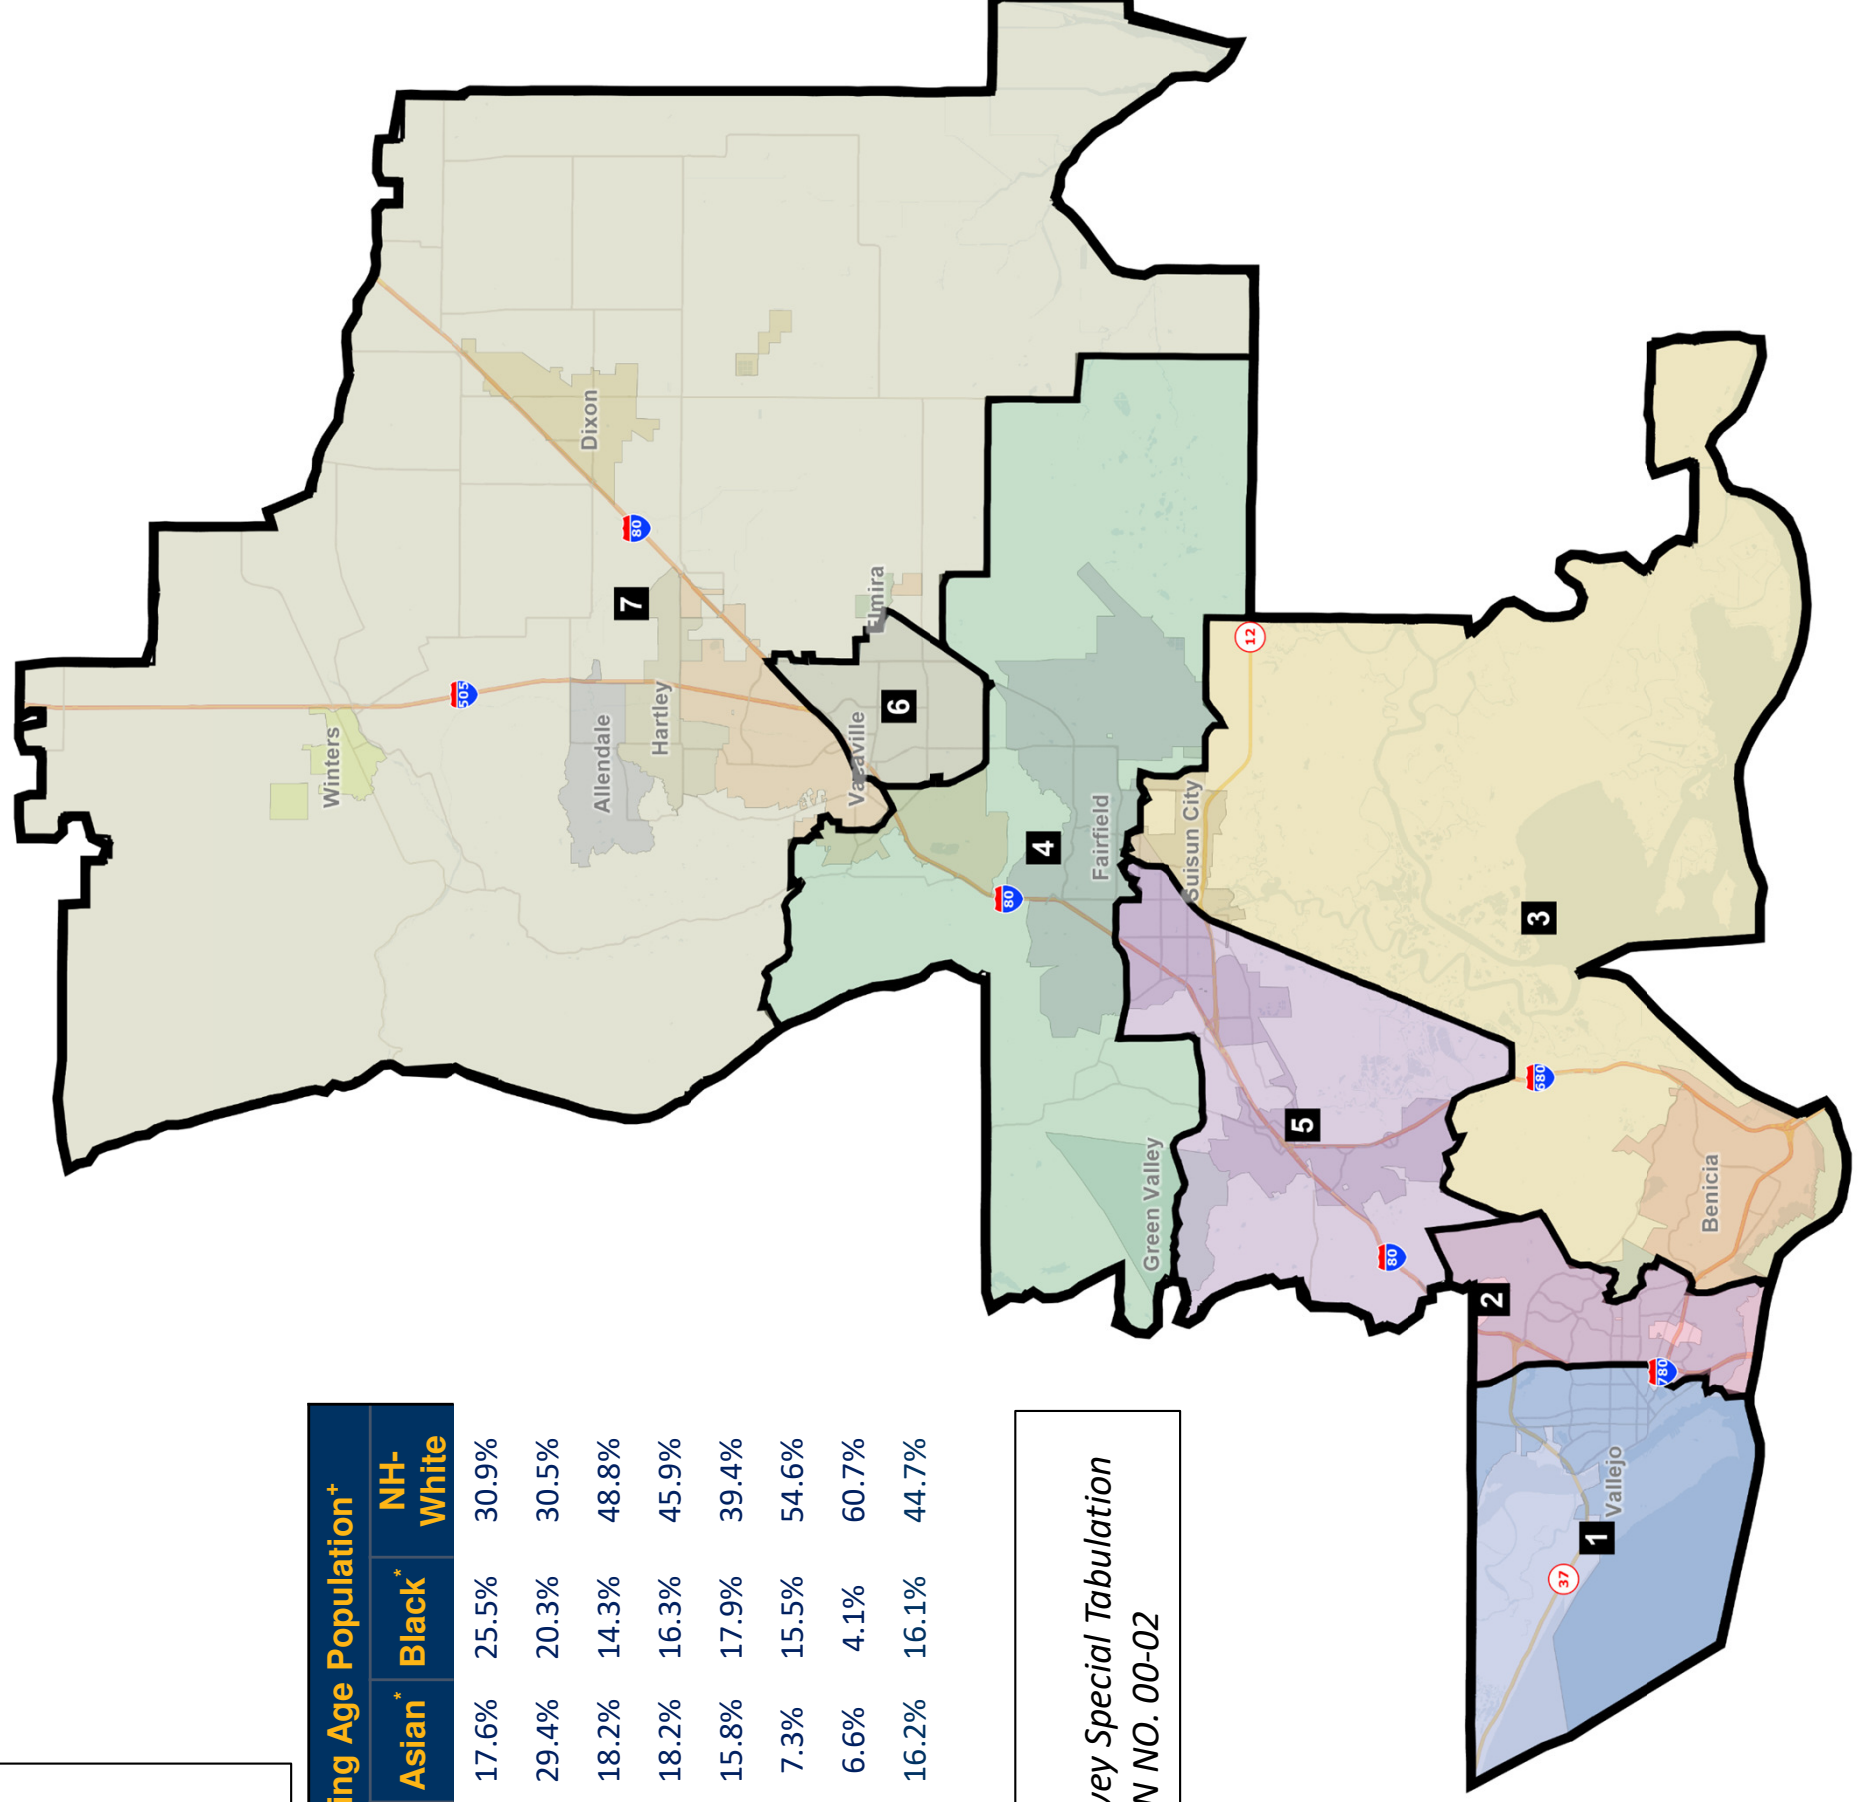 ing Age Population+
Asian* Black* NH-White
17.6% 25.5% 30.9%
29.4% 20.3% 30.5%
18.2% 14.3% 48.8%
18.2% 16.3% 45.9%
15.8% 17.9% 39.4%
7.3% 15.5% 54.6%
6.6% 4.1% 60.7%
16.2% 16.1% 44.7%
vey Special Tabulation
N NO. 00-02
Winters
505
Allendale
Hartley
7
80
Dixon
Vacaville
6
Elmira
80
4
Fairfield
Green Valley
Suisun City
12
5
80
3
680
Benicia
2
780
Vallejo
1
37